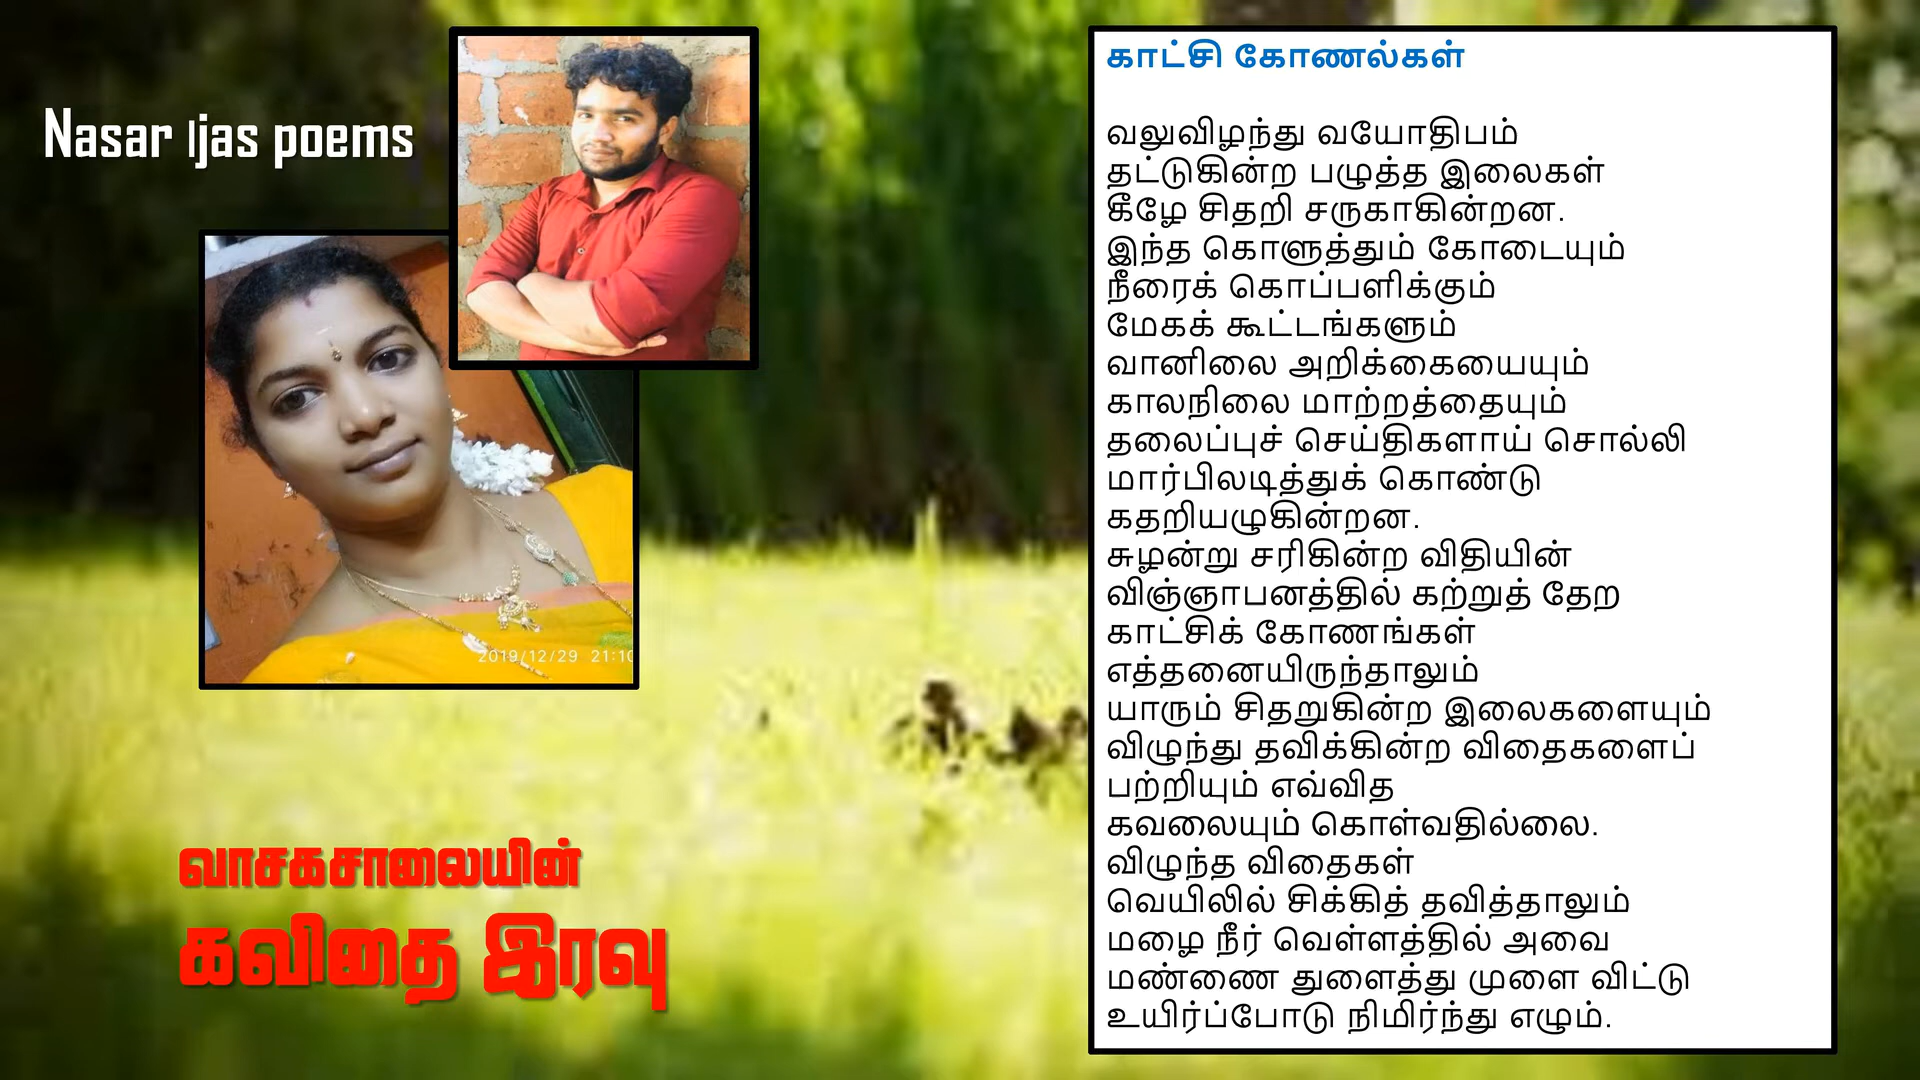 Nasar Ijas poems
2019/12/29 21:10
வாசகசாலையின்
கவிதை இரவு
காட்சி கோணல்கள்
வலுவிழந்து வயோதிபம்
தட்டுகின்ற பழுத்த இலைகள்
கீழே சிதறி சருகாகின்றன.
இந்த கொளுத்தும் கோடையும்
நீரைக் கொப்பளிக்கும்
மேகக் கூட்டங்களும்
வானிலை அறிக்கையையும்
காலநிலை மாற்றத்தையும்
தலைப்புச் செய்திகளாய் சொல்லி
மார்பிலடித்துக் கொண்டு
கதறியழுகின்றன.
சுழன்று சரிகின்ற விதியின்
விஞ்ஞாபனத்தில் கற்றுத் தேற
காட்சிக் கோணங்கள்
எத்தனையிருந்தாலும்
யாரும் சிதறுகின்ற இலைகளையும்
விழுந்து தவிக்கின்ற விதைகளைப்
பற்றியும் எவ்வித
கவலையும் கொள்வதில்லை.
விழுந்த விதைகள்
வெயிலில் சிக்கித் தவித்தாலும்
மழை நீர் வெள்ளத்தில் அவை
மண்ணை துளைத்து முளை விட்டு
உயிர்ப்போடு நிமிர்ந்து எழும்.